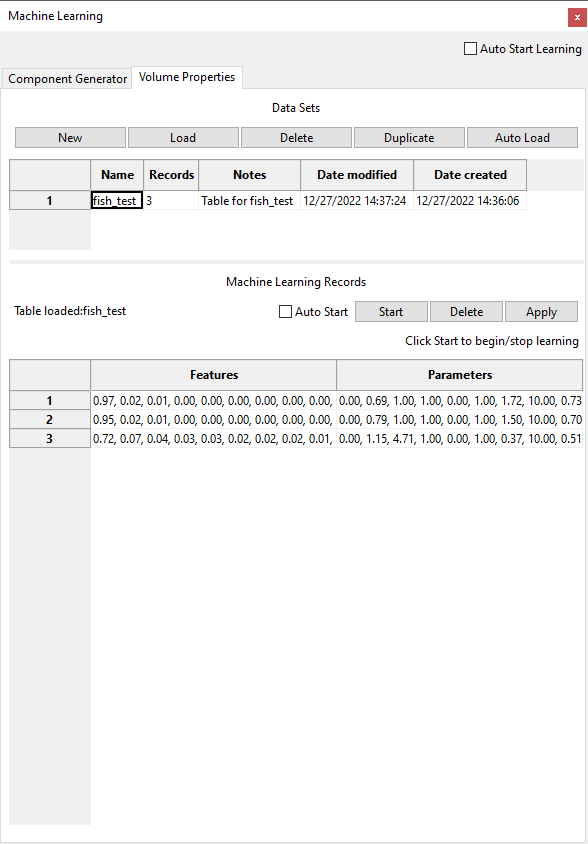 Machine Learning
x
Auto Start Learning
Component Generator Volume Properties
Data Sets
New Load Delete Duplicate Auto Load
Name Records Notes Date modified Date created
1 fish_test 3 Table for fish_test 12/27/2022 14:37:24 12/27/2022 14:36:06
Machine Learning Records
Table loaded:fish_test Auto Start Start Delete Apply
Click Start to begin/stop learning
Features Parameters
1 0.97, 0.02, 0.01, 0.00, 0.00, 0.00, 0.00, 0.00, 0.00, 0.00, 0.69, 1.00, 1.00, 0.00, 1.00, 1.72, 10.00, 0.73
2 0.95, 0.02, 0.01, 0.00, 0.00, 0.00, 0.00, 0.00, 0.00, 0.00, 0.79, 1.00, 1.00, 0.00, 1.00, 1.50, 10.00, 0.70
3 0.72, 0.07, 0.04, 0.03, 0.03, 0.02, 0.02, 0.02, 0.01, 0.00, 1.15, 4.71, 1.00, 0.00, 1.00, 0.37, 10.00, 0.51